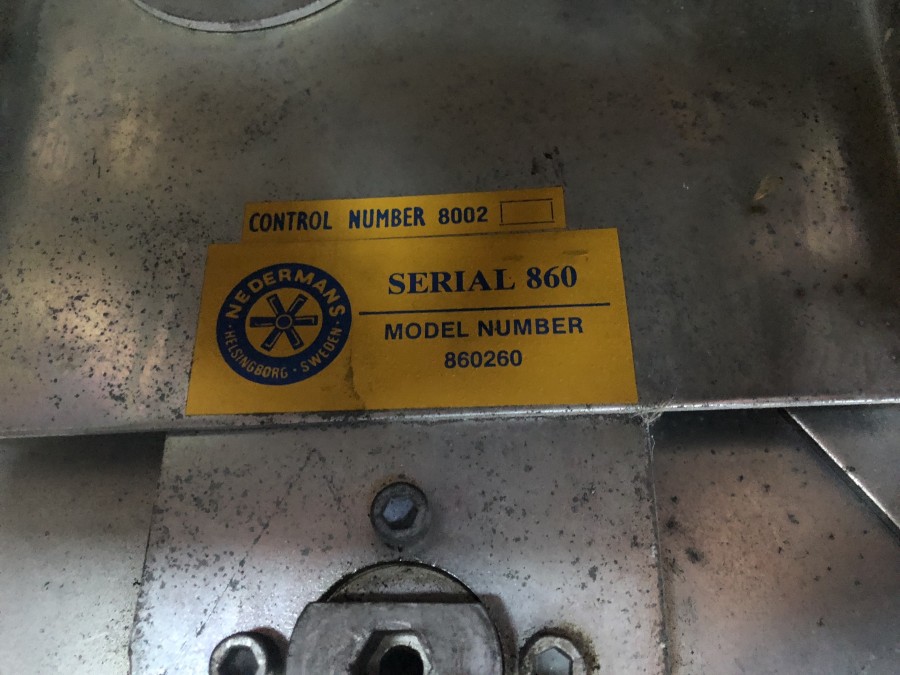 CONTROL NUMBER 8002
NEDERMANS
HELSINGBORG · SWEDEN
SERIAL 860
MODEL NUMBER
860260